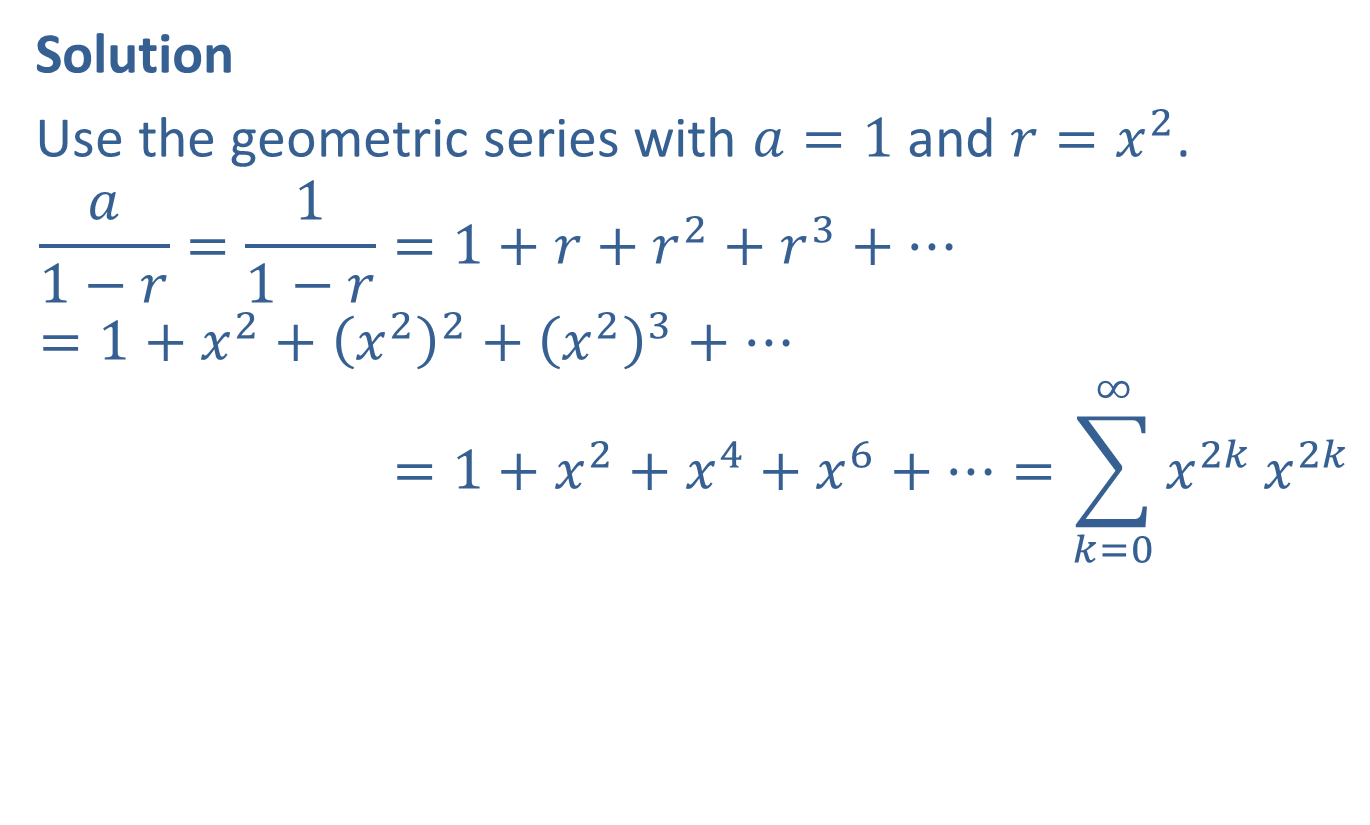 Solution
Use the geometric series with a = 1 and r = x².
a/(1 − r) = 1/(1 − r) = 1 + r + r² + r³ + ⋯
= 1 + x² + (x²)² + (x²)³ + ⋯
= 1 + x² + x⁴ + x⁶ + ⋯ = ∑_{k=0}^{∞} x^{2k} x^{2k}